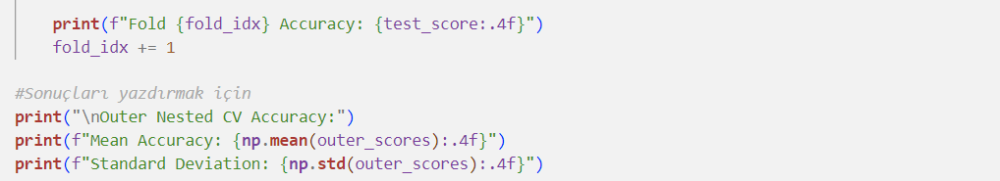 print(f"Fold {fold_idx} Accuracy: {test_score:.4f}")
fold_idx += 1
#Sonuçları yazdırmak için
print("\nOuter Nested CV Accuracy:")
print(f"Mean Accuracy: {np.mean(outer_scores):.4f}")
print(f"Standard Deviation: {np.std(outer_scores):.4f}")